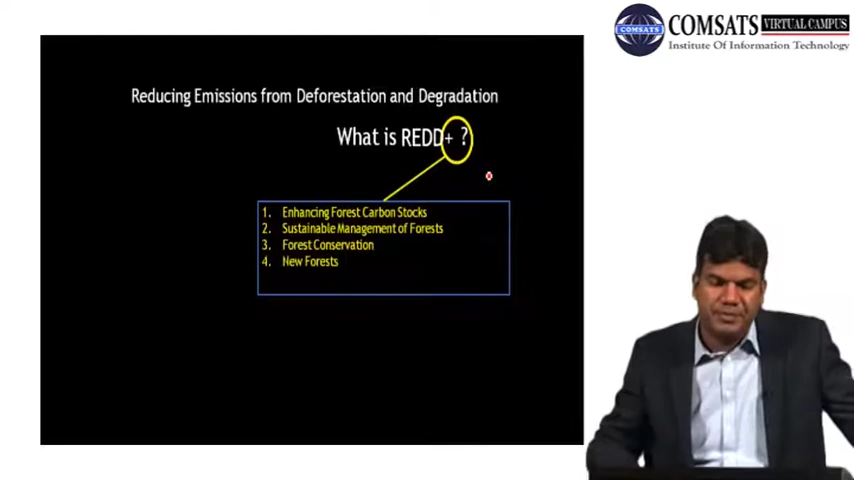 COMSATS VIRTUAL CAMPUS
COMSATS
Institute Of Information Technology
Reducing Emissions from Deforestation and Degradation
What is REDD+ ?
1. Enhancing Forest Carbon Stocks
2. Sustainable Management of Forests
3. Forest Conservation
4. New Forests